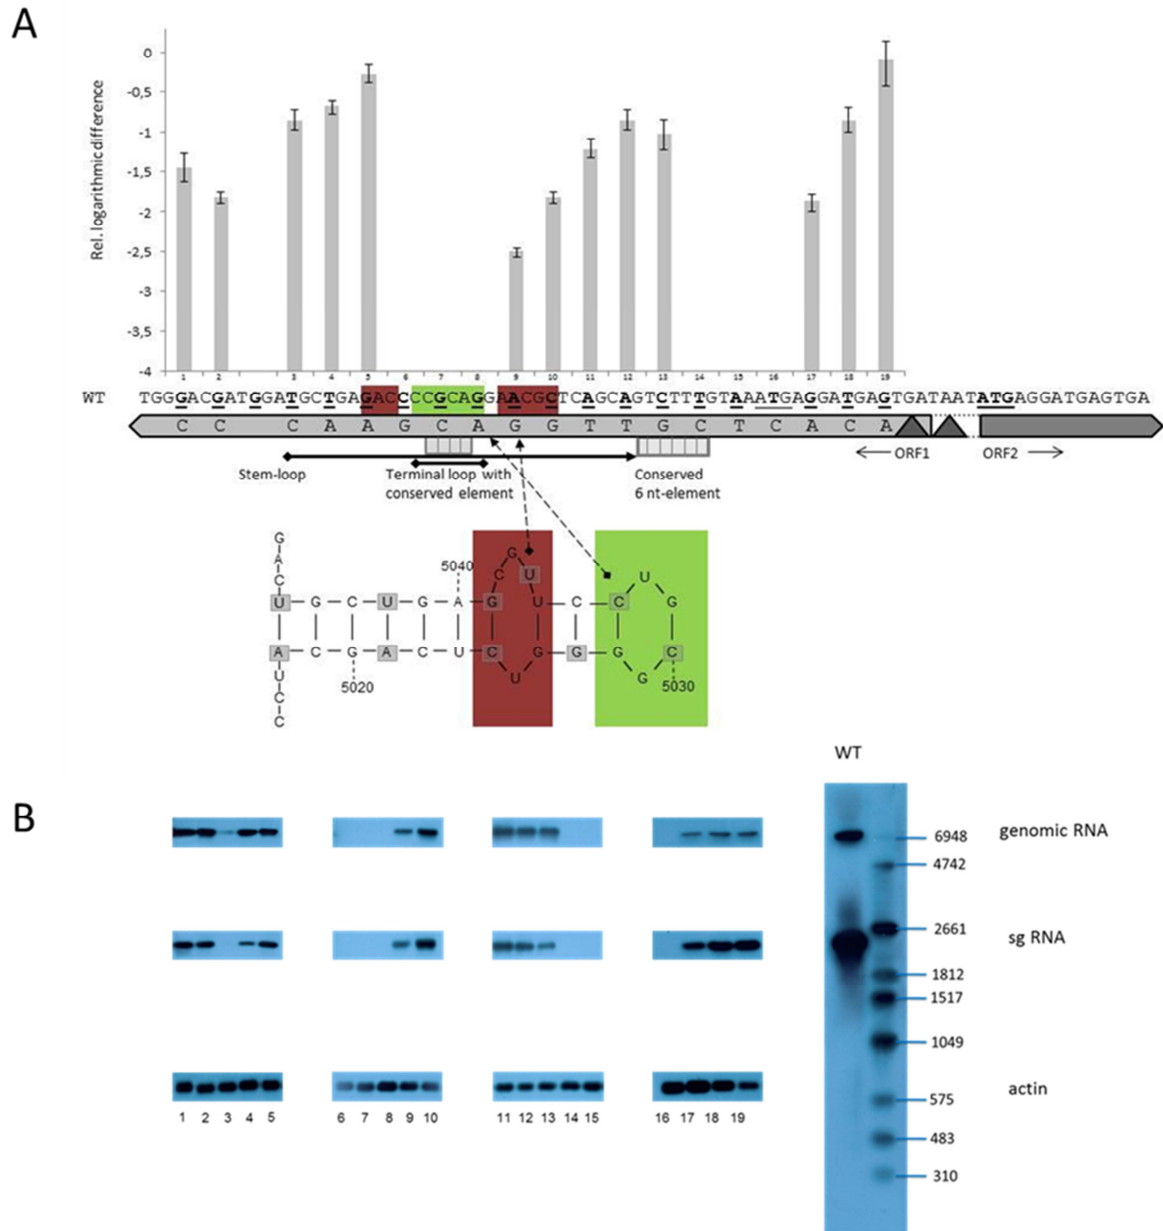 A
Rel. logarithmic difference
0
-0,5
-1
-1,5
-2
-2,5
-3
-3,5
-4
1 2 3 4 5 6 7 8 9 10 11 12 13 14 15 16 17 18 19
WT TGGGACGATGGATGCTGAGACCCCGCAGGAACGCTCAGCAGTCTTTGTAAATGAGGATGAGTGATAATATGAGGATGAGTGA
C C C A A G C A G G T T G C T C A C A
ORF1 ORF2
Stem-loop
Terminal loop with
conserved element
Conserved
6 nt-element
G
A
C
U G C U G A G C G U U C C U G
5040
A C G A C U C U G G G G C
5020 5030
U
C
C
B
WT
6948 genomic RNA
4742
2661
sg RNA
1812
1517
1049
actin
575
483
310
1 2 3 4 5 6 7 8 9 10 11 12 13 14 15 16 17 18 19